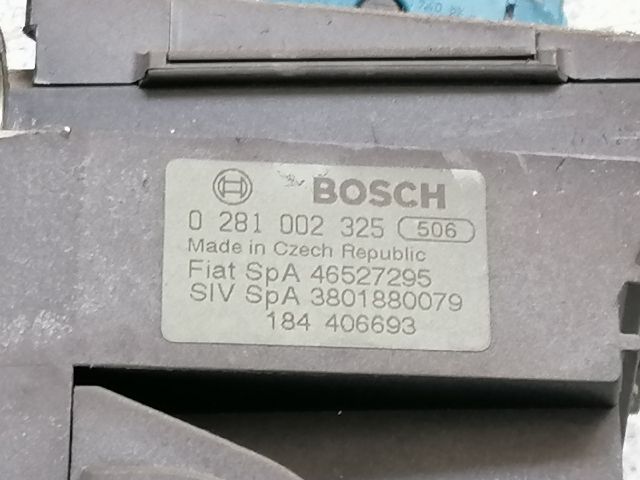 BOSCH
0 281 002 325 506
Made in Czech Republic
Fiat SpA 46527295
SIV SpA 3801880079
184 406693